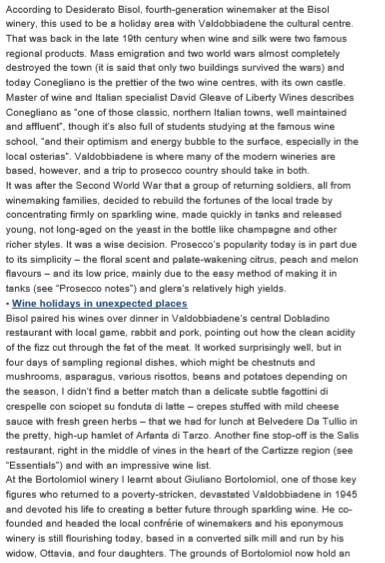 According to Desiderato Bisol, fourth-generation winemaker at the Bisol
winery, this used to be a holiday area with Valdobbiadene the cultural centre.
That was back in the late 19th century when wine and silk were two famous
regional products. Mass emigration and two world wars almost completely
destroyed the town (it is said that only two buildings survived the wars) and
today Conegliano is the prettier of the two wine centres, with its own castle.
Master of wine and Italian specialist David Gleave of Liberty Wines describes
Conegliano as "one of those classic, northern Italian towns, well maintained
and affluent", though it's also full of students studying at the famous wine
school, "and their optimism and energy bubble to the surface, especially in the
local osterias". Valdobbiadene is where many of the modern wineries are
based, however, and a trip to prosecco country should take in both.
It was after the Second World War that a group of returning soldiers, all from
winemaking families, decided to rebuild the fortunes of the local trade by
concentrating firmly on sparkling wine, made quickly in tanks and released
young, not long-aged on the yeast in the bottle like champagne and other
richer styles. It was a wise decision. Prosecco's popularity today is in part due
to its simplicity – the floral scent and palate-wakening citrus, peach and melon
flavours – and its low price, mainly due to the easy method of making it in
tanks (see "Prosecco notes") and glera's relatively high yields.
• Wine holidays in unexpected places
Bisol paired his wines over dinner in Valdobbiadene's central Dobladino
restaurant with local game, rabbit and pork, pointing out how the clean acidity
of the fizz cut through the fat of the meat. It worked surprisingly well, but in
four days of sampling regional dishes, which might be chestnuts and
mushrooms, asparagus, various risottos, beans and potatoes depending on
the season, I didn't find a better match than a delicate subtle fagottini di
crespelle con sciopet su fonduta di latte – crepes stuffed with mild cheese
sauce with fresh green herbs – that we had for lunch at Belvedere Da Tullio in
the pretty, high-up hamlet of Arfanta di Tarzo. Another fine stop-off is the Salis
restaurant, right in the middle of vines in the heart of the Cartizze region (see
"Essentials") and with an impressive wine list.
At the Bortolomiol winery I learnt about Giuliano Bortolomiol, one of those key
figures who returned to a poverty-stricken, devastated Valdobbiadene in 1945
and devoted his life to creating a better future through sparkling wine. He co-
founded and headed the local confrérie of winemakers and his eponymous
winery is still flourishing today, based in a converted silk mill and run by his
widow, Ottavia, and four daughters. The grounds of Bortolomiol now hold an